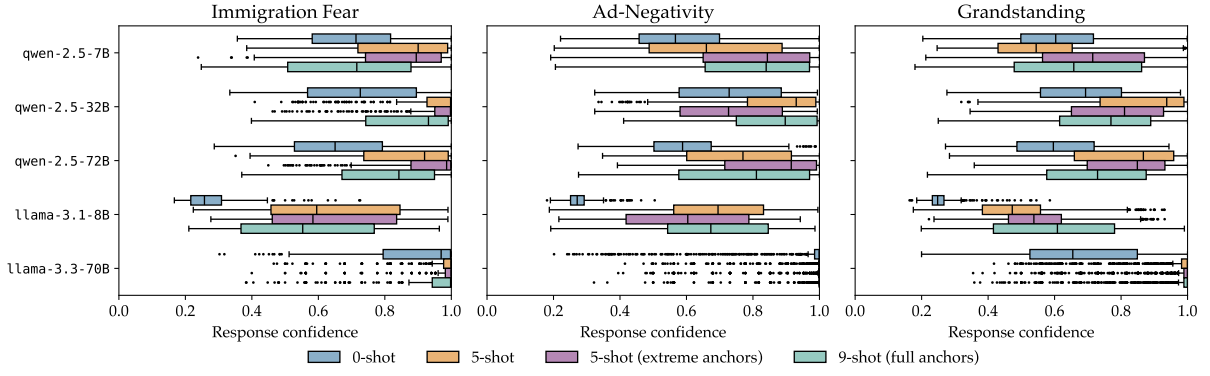 Immigration Fear
Ad-Negativity
Grandstanding
qwen-2.5-7B
qwen-2.5-32B
qwen-2.5-72B
llama-3.1-8B
llama-3.3-70B
0.0 0.2 0.4 0.6 0.8 1.0
0.0 0.2 0.4 0.6 0.8 1.0
0.0 0.2 0.4 0.6 0.8 1.0
Response confidence
Response confidence
Response confidence
0-shot
5-shot
5-shot (extreme anchors)
9-shot (full anchors)